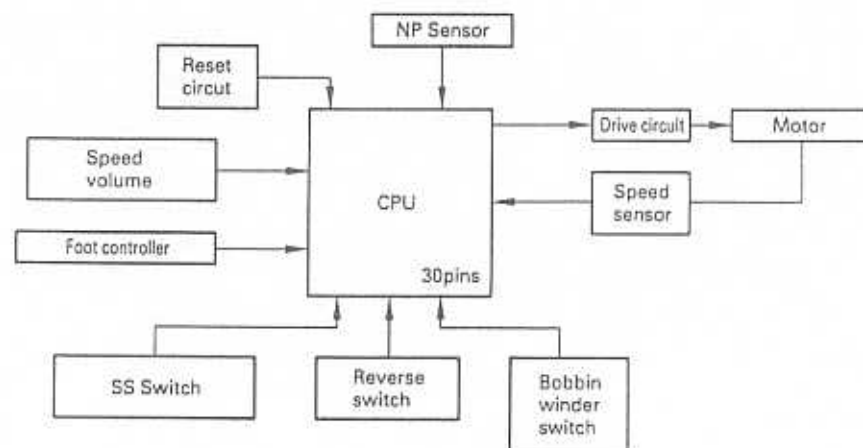 NP Sensor
Reset
circut
Drive circuit
Motor
Speed
volume
CPU
Speed
sensor
Foot controller
30pins
SS Switch
Reverse
switch
Bobbin
winder
switch